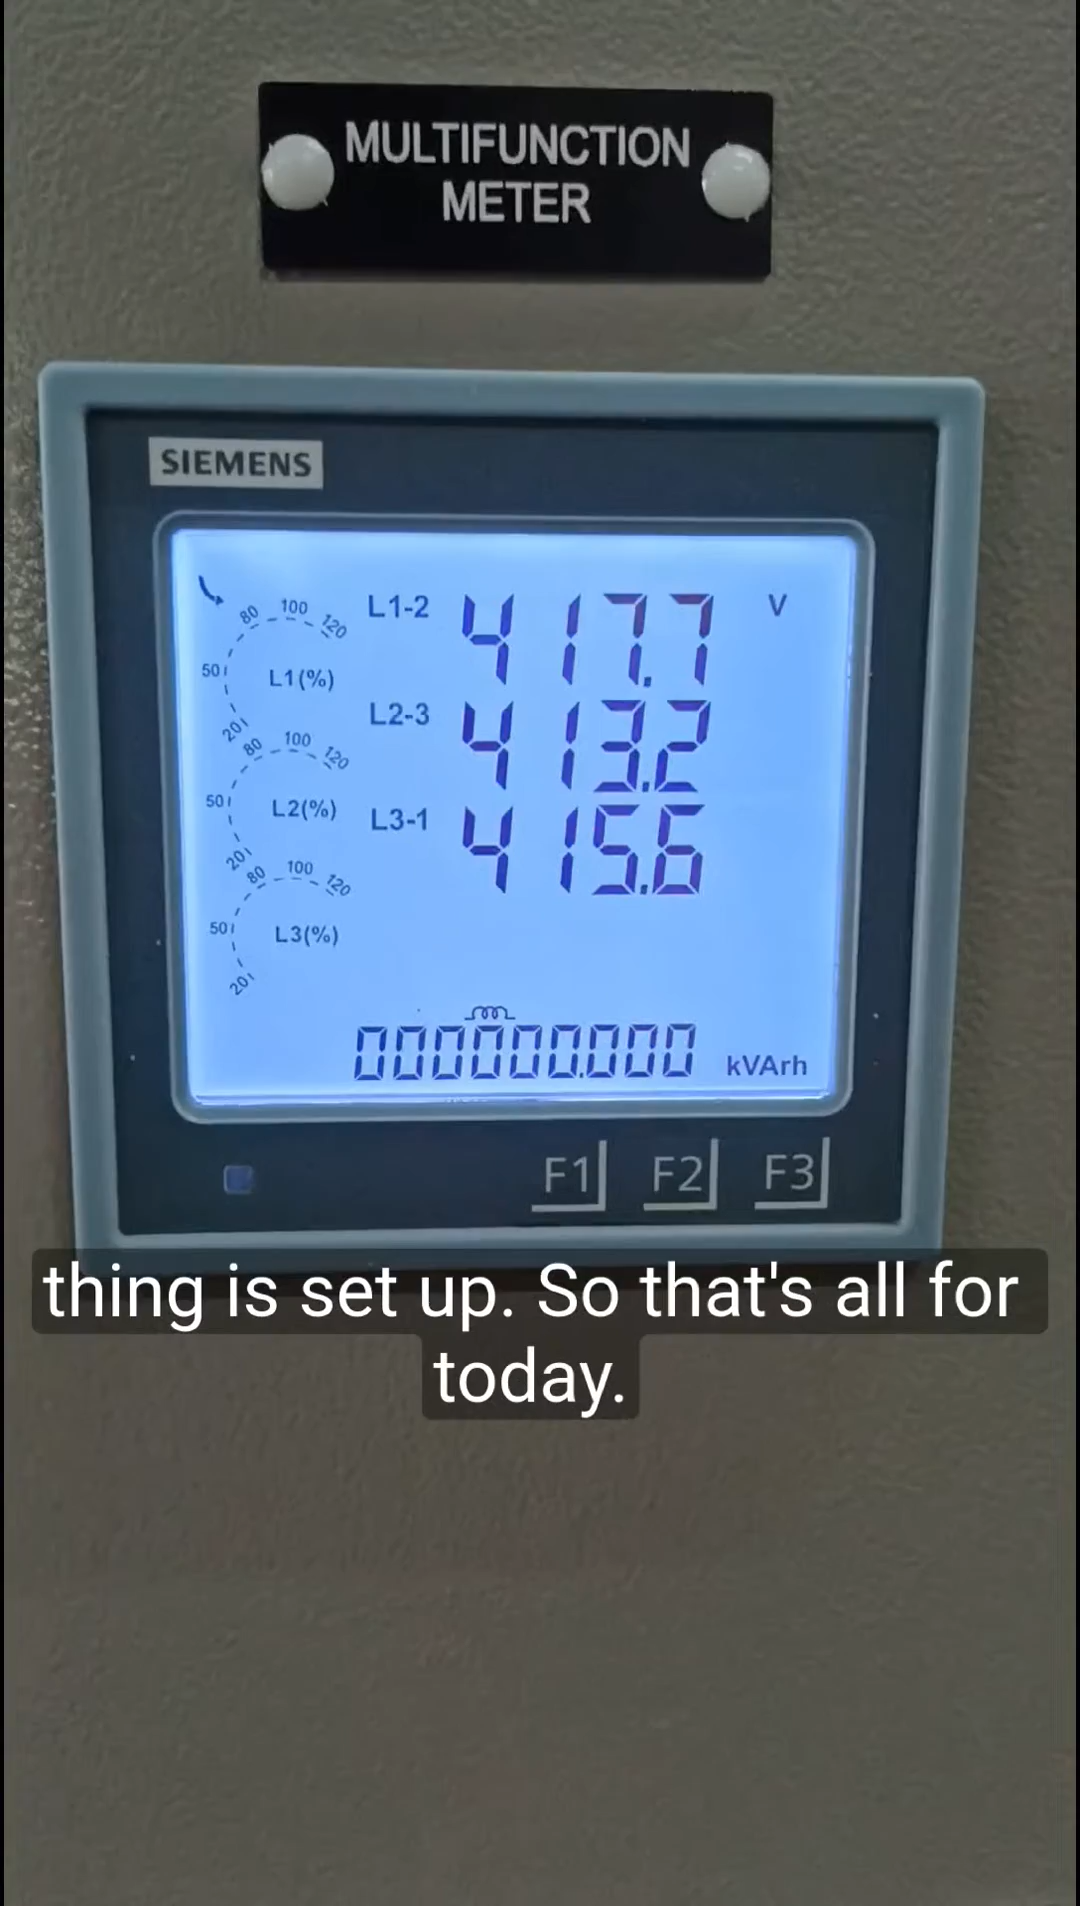 MULTIFUNCTION
METER
SIEMENS
L1-2 417.7 V
80 100 120
50
L1(%)
20
L2-3 413.2
80 100 120
50
L2(%)
20
L3-1 415.6
80 100 120
50
L3(%)
20
000000.000 kVArh
F1 F2 F3
thing is set up. So that's all for
today.